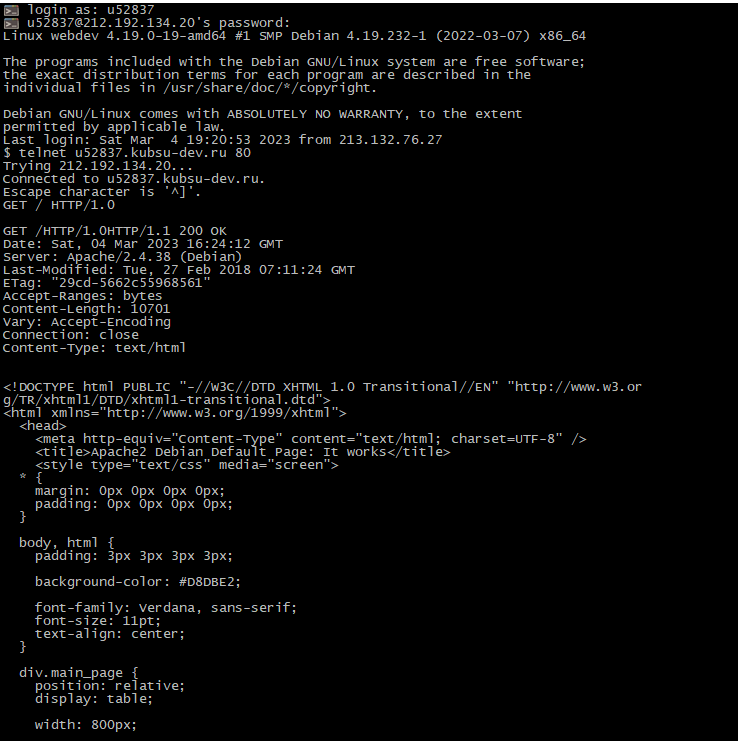 login as: u52837
u52837@212.192.134.20's password:
Linux webdev 4.19.0-19-amd64 #1 SMP Debian 4.19.232-1 (2022-03-07) x86_64
The programs included with the Debian GNU/Linux system are free software;
the exact distribution terms for each program are described in the
individual files in /usr/share/doc/*/copyright.
Debian GNU/Linux comes with ABSOLUTELY NO WARRANTY, to the extent
permitted by applicable law.
Last login: Sat Mar  4 19:20:53 2023 from 213.132.76.27
$ telnet u52837.kubsu-dev.ru 80
Trying 212.192.134.20...
Connected to u52837.kubsu-dev.ru.
Escape character is '^]'.
GET / HTTP/1.0
GET /HTTP/1.0HTTP/1.1 200 OK
Date: Sat, 04 Mar 2023 16:24:12 GMT
Server: Apache/2.4.38 (Debian)
Last-Modified: Tue, 27 Feb 2018 07:11:24 GMT
ETag: "29cd-5662c55968561"
Accept-Ranges: bytes
Content-Length: 10701
Vary: Accept-Encoding
Connection: close
Content-Type: text/html
<!DOCTYPE html PUBLIC "-//W3C//DTD XHTML 1.0 Transitional//EN" "http://www.w3.or
g/TR/xhtml1/DTD/xhtml1-transitional.dtd">
<html xmlns="http://www.w3.org/1999/xhtml">
  <head>
    <meta http-equiv="Content-Type" content="text/html; charset=UTF-8" />
    <title>Apache2 Debian Default Page: It works</title>
    <style type="text/css" media="screen">
  * {
    margin: 0px 0px 0px 0px;
    padding: 0px 0px 0px 0px;
  }
  body, html {
    padding: 3px 3px 3px 3px;
    background-color: #D8DBE2;
    font-family: Verdana, sans-serif;
    font-size: 11pt;
    text-align: center;
  }
  div.main_page {
    position: relative;
    display: table;
    width: 800px;